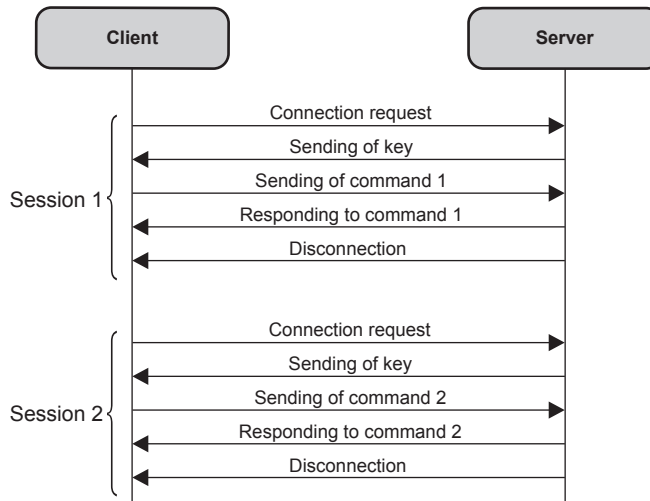 Client
Server
Connection request
Sending of key
Session 1
Sending of command 1
Responding to command 1
Disconnection
Connection request
Sending of key
Session 2
Sending of command 2
Responding to command 2
Disconnection